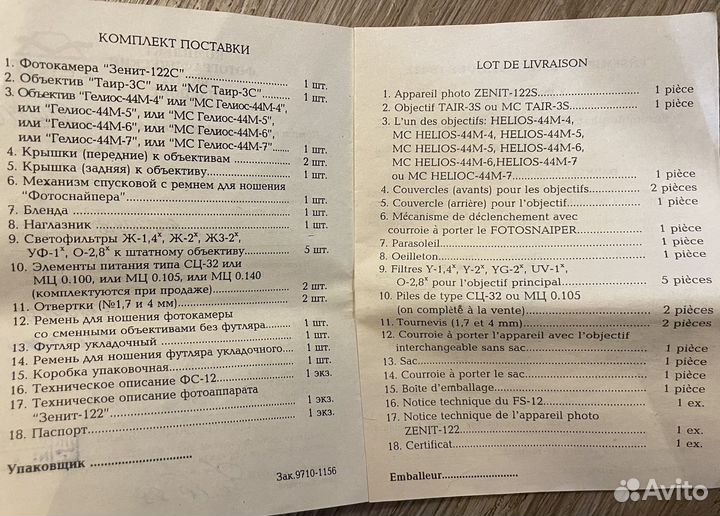 КОМПЛЕКТ ПОСТАВКИ
1. Фотокамера "Зенит-122С" 1 шт.
2. Объектив "Таир-3С" или "МС Таир-3С" 1 шт.
3. Объектив "Гелиос-44М-4" или "МС Гелиос-44М-4",
или "Гелиос-44М-5", или "МС Гелиос-44М-5",
или "Гелиос-44М-6", или "МС Гелиос-44М-6",
или "Гелиос-44М-7", или "МС Гелиос-44М-7" 1 шт.
4. Крышки (передние) к объективам 2 шт.
5. Крышка (задняя) к объективу 1 шт.
6. Механизм спусковой с ремнем для ношения
"Фотоснайпера" 1 шт.
7. Бленда 1 шт.
8. Наглазник 1 шт.
9. Светофильтры Ж-1,4ˣ, Ж-2ˣ, ЖЗ-2ˣ,
УФ-1ˣ, О-2,8ˣ к штатному объективу 5 шт.
10. Элементы питания типа СЦ-32 или
МЦ 0.100, или МЦ 0.105, или МЦ 0.140
(комплектуются при продаже) 2 шт.
11. Отвертки (№1,7 и 4 мм) 2 шт.
12. Ремень для ношения фотокамеры
со сменными объективами без футляра 1 шт.
13. Футляр укладочный 1 шт.
14. Ремень для ношения футляра укладочного 1 шт.
15. Коробка упаковочная 1 шт.
16. Техническое описание ФС-12 1 экз.
17. Техническое описание фотоаппарата
"Зенит-122" 1 экз.
18. Паспорт 1 экз.
Упаковщик
Зак.9710-1156
LOT DE LIVRAISON
1. Appareil photo ZENIT-122S 1 pièce
2. Objectif TAIR-3S ou MC TAIR-3S 1 pièce
3. L'un des objectifs: HELIOS-44M-4,
MC HELIOS-44M-4, HELIOS-44M-5,
MC HELIOS-44M-5, HELIOS-44M-6,
MC HELIOS-44M-6,HELIOS-44M-7
ou MC HELIOC-44M-7 1 pièce
4. Couvercles (avants) pour les objectifs 2 pièces
5. Couvercle (arrière) pour l'objectif 1 pièce
6. Mécanisme de déclenchement avec
courroie à porter le FOTOSNAIPER 1 pièce
7. Parasoleil 1 pièce
8. Oeilleton 1 pièce
9. Filtres Y-1,4ˣ, Y-2ˣ, YG-2ˣ, UV-1ˣ,
O-2,8ˣ pour l'objectif principal 5 pièces
10. Piles de type СЦ-32 ou МЦ 0.105
(on complète à la vente) 2 pièces
11. Tournevis (1,7 et 4 mm) 2 pièces
12. Courroie à porter l'appareil avec l'objectif
interchangeable sans sac 1 pièce
13. Sac 1 pièce
14. Courroie à porter le sac 1 pièce
15. Boîte d'emballage 1 pièce
16. Notice technique du FS-12 1 ex.
17. Notice technique de l'appareil photo
ZENIT-122 1 ex.
18. Certificat 1 ex.
Emballeur
Avito